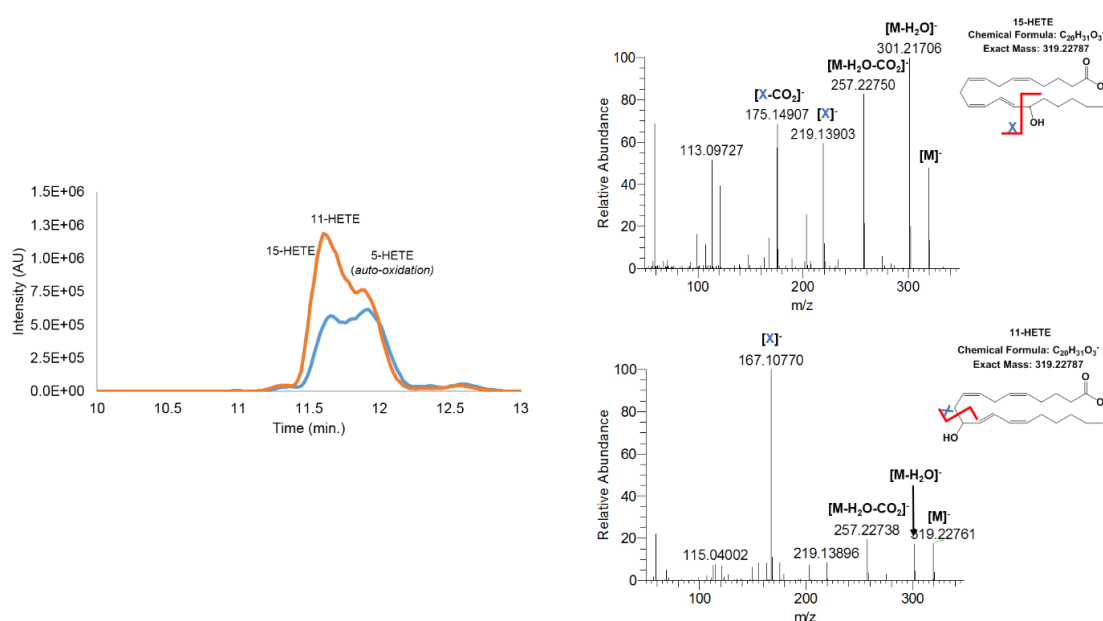 1.5E+06
1.3E+06
1.0E+06
7.5E+05
5.0E+05
2.5E+05
0.0E+00
Intensity (AU)
11-HETE
15-HETE
5-HETE
(auto-oxidation)
10
10.5
11
11.5
12
12.5
13
Time (min.)
15-HETE
Chemical Formula: C₂₀H₃₁O₃⁻
Exact Mass: 319.22787
O
O
OH
X
[M-H₂O]⁻
301.21706
[M-H₂O-CO₂]⁻
257.22750
[X-CO₂]⁻
175.14907
[X]⁻
219.13903
113.09727
[M]⁻
100
80
60
40
20
0
Relative Abundance
100
200
300
m/z
11-HETE
Chemical Formula: C₂₀H₃₁O₃⁻
Exact Mass: 319.22787
O
O
X
HO
[X]⁻
167.10770
[M-H₂O]⁻
[M-H₂O-CO₂]⁻
257.22738
[M]⁻
319.22761
115.04002
219.13896
100
80
60
40
20
0
Relative Abundance
100
200
300
m/z